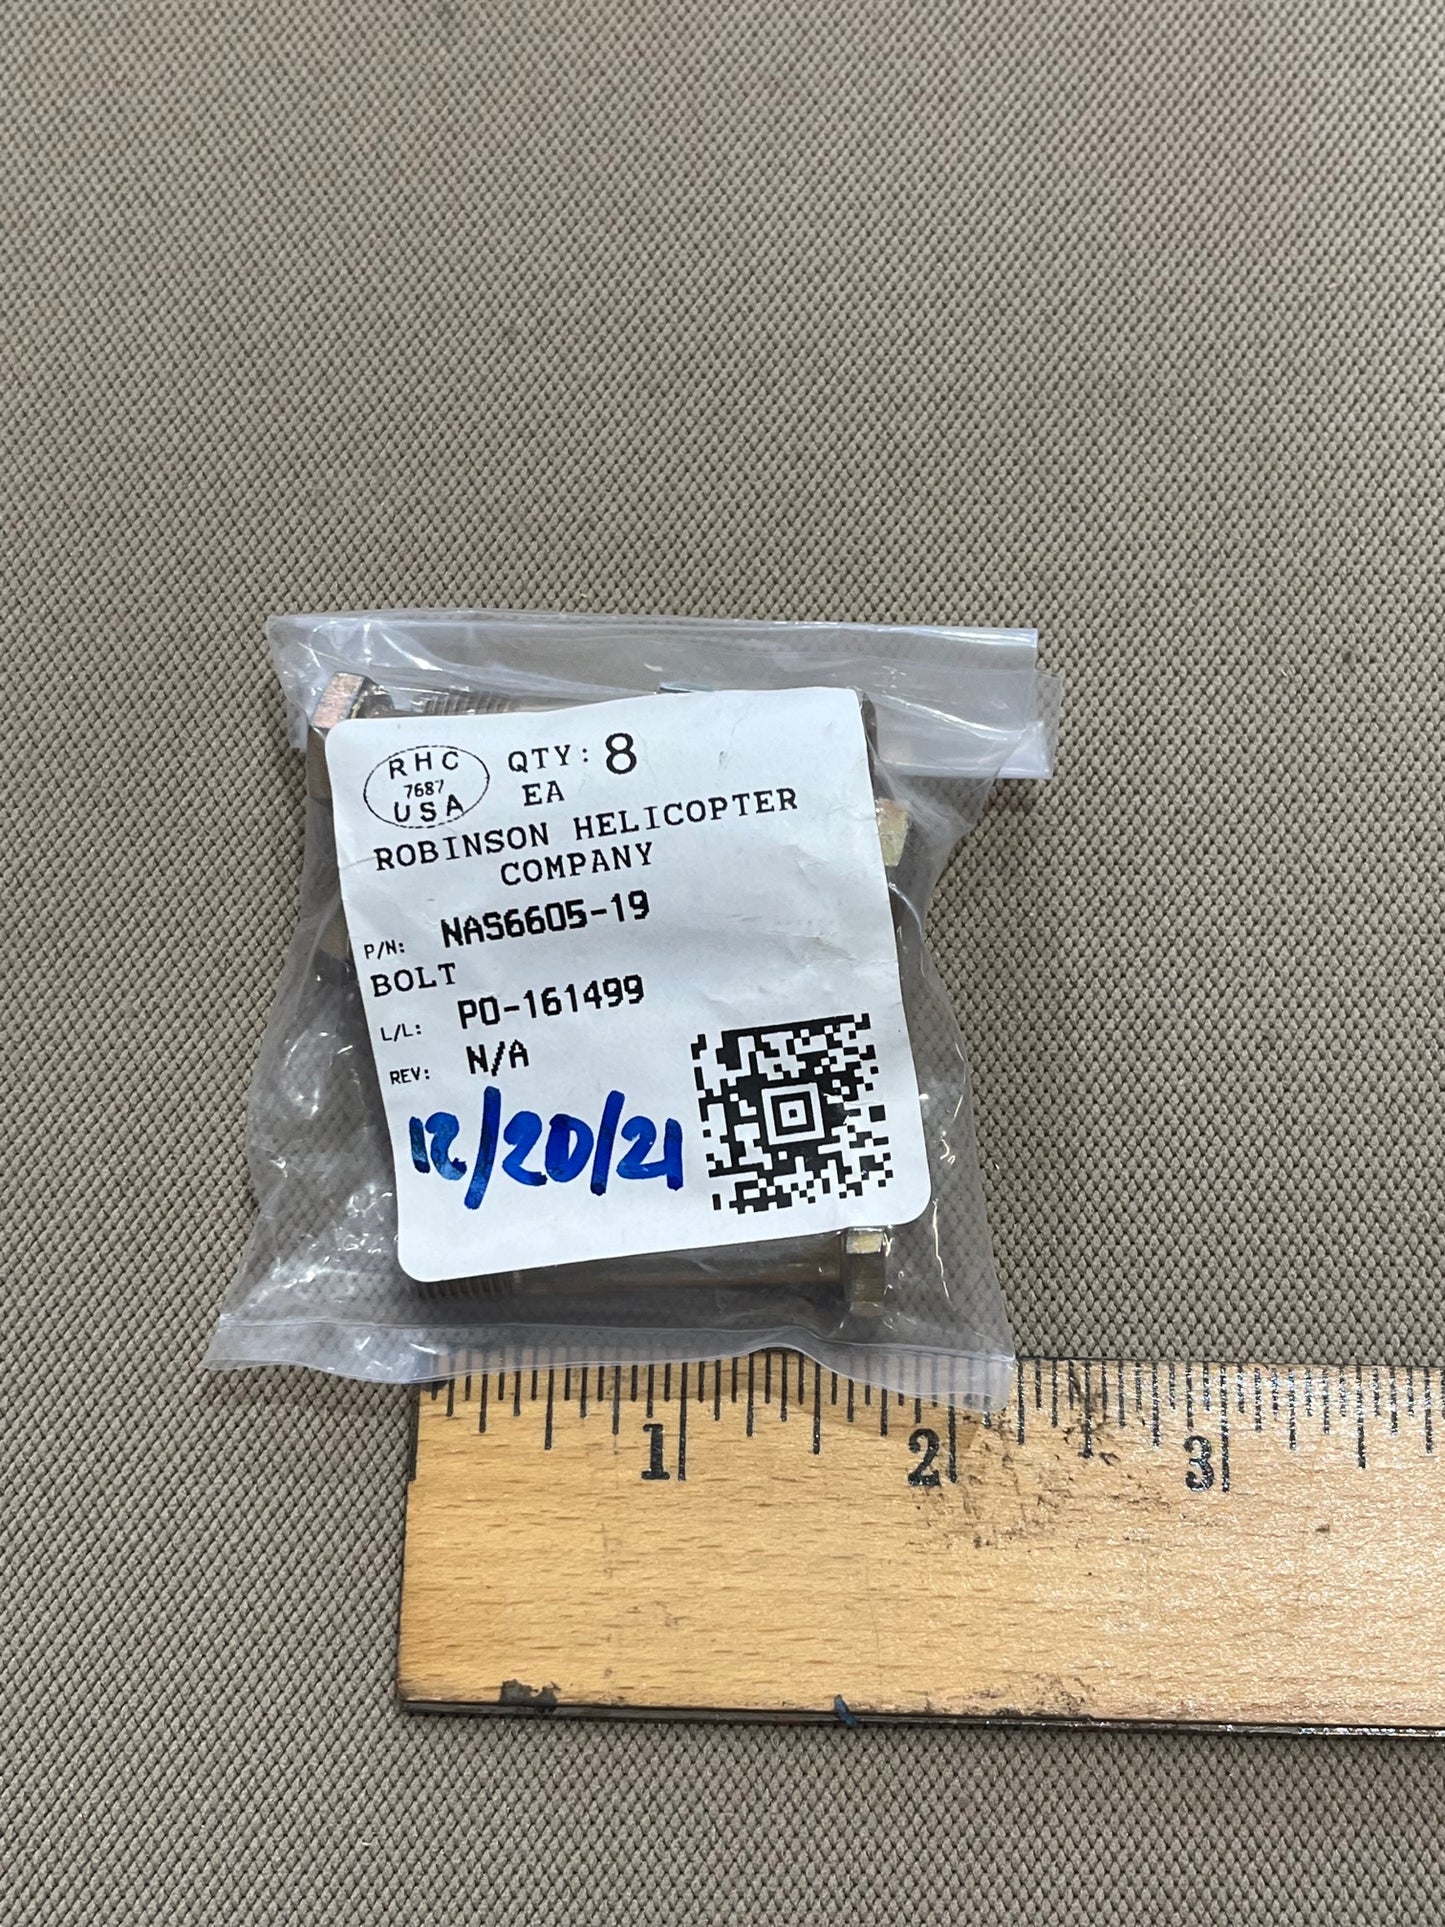 RHC
7687
USA
QTY: 8
EA
ROBINSON HELICOPTER
COMPANY
P/N: NAS6605-19
BOLT
L/L: PO-161499
REV: N/A
12/20/21
1 2 3